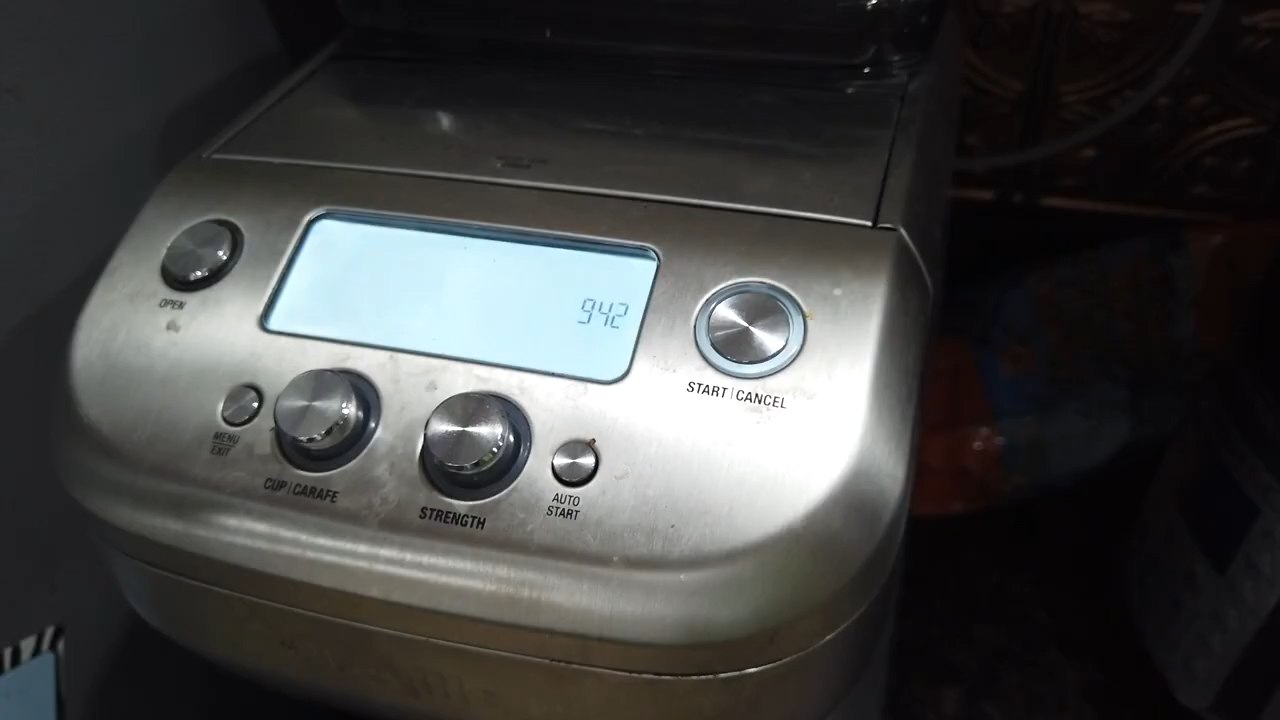 942
OPEN
START|CANCEL
MENU
EXIT
CUP|CARAFE
STRENGTH
AUTO
START